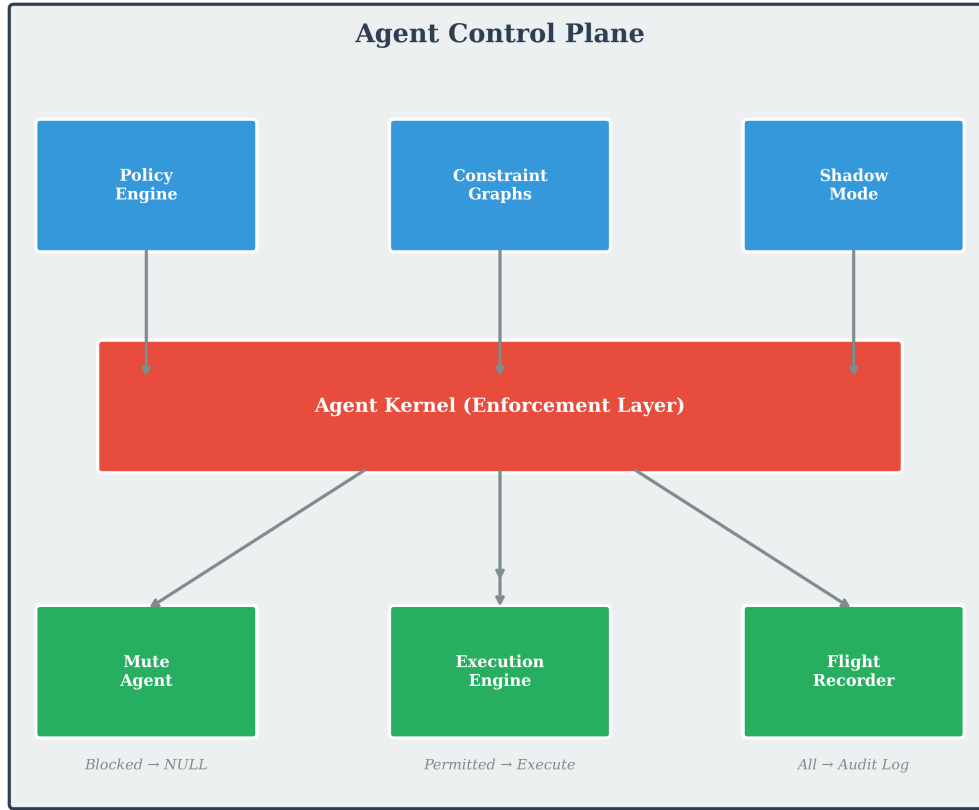 Agent Control Plane
Policy
Engine
Constraint
Graphs
Shadow
Mode
Agent Kernel (Enforcement Layer)
Mute
Agent
Execution
Engine
Flight
Recorder
Blocked → NULL
Permitted → Execute
All → Audit Log